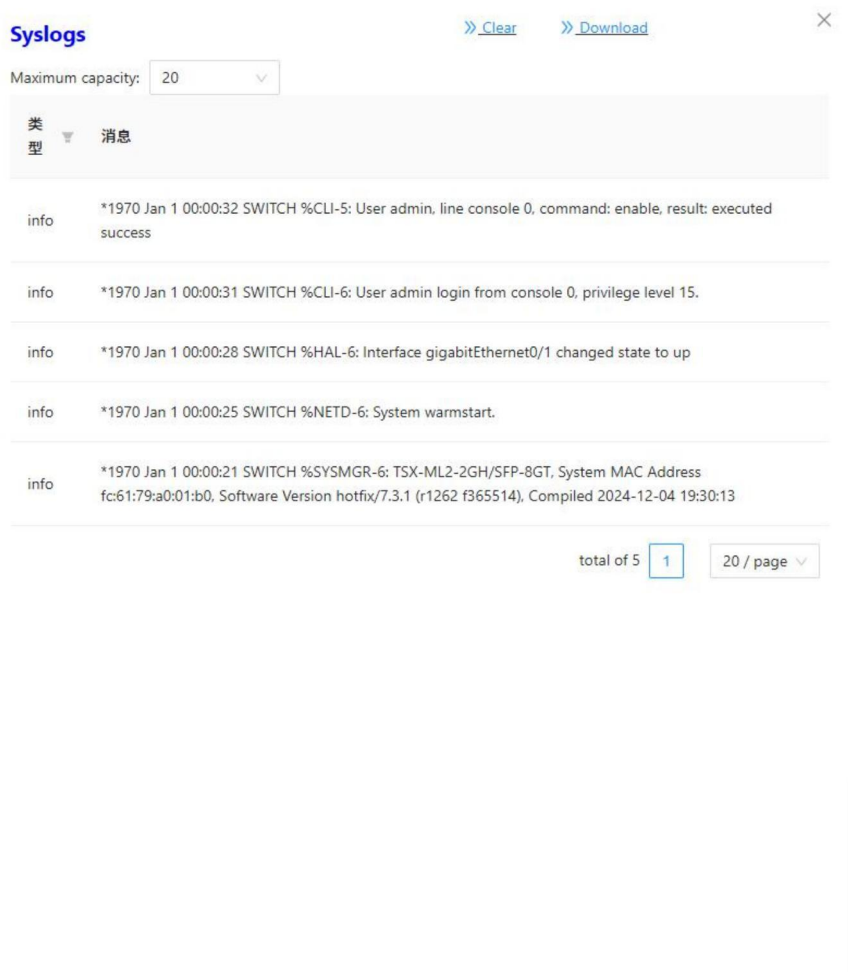 Syslogs
Clear
Download
Maximum capacity: 20
类
型
消息
info
*1970 Jan 1 00:00:32 SWITCH %CLI-5: User admin, line console 0, command: enable, result: executed
success
info
*1970 Jan 1 00:00:31 SWITCH %CLI-6: User admin login from console 0, privilege level 15.
info
*1970 Jan 1 00:00:28 SWITCH %HAL-6: Interface gigabitEthernet0/1 changed state to up
info
*1970 Jan 1 00:00:25 SWITCH %NETD-6: System warmstart.
info
*1970 Jan 1 00:00:21 SWITCH %SYSMGR-6: TSX-ML2-2GH/SFP-8GT, System MAC Address
fc:61:79:a0:01:b0, Software Version hotfix/7.3.1 (r1262 f365514), Compiled 2024-12-04 19:30:13
total of 5 1 20 / page